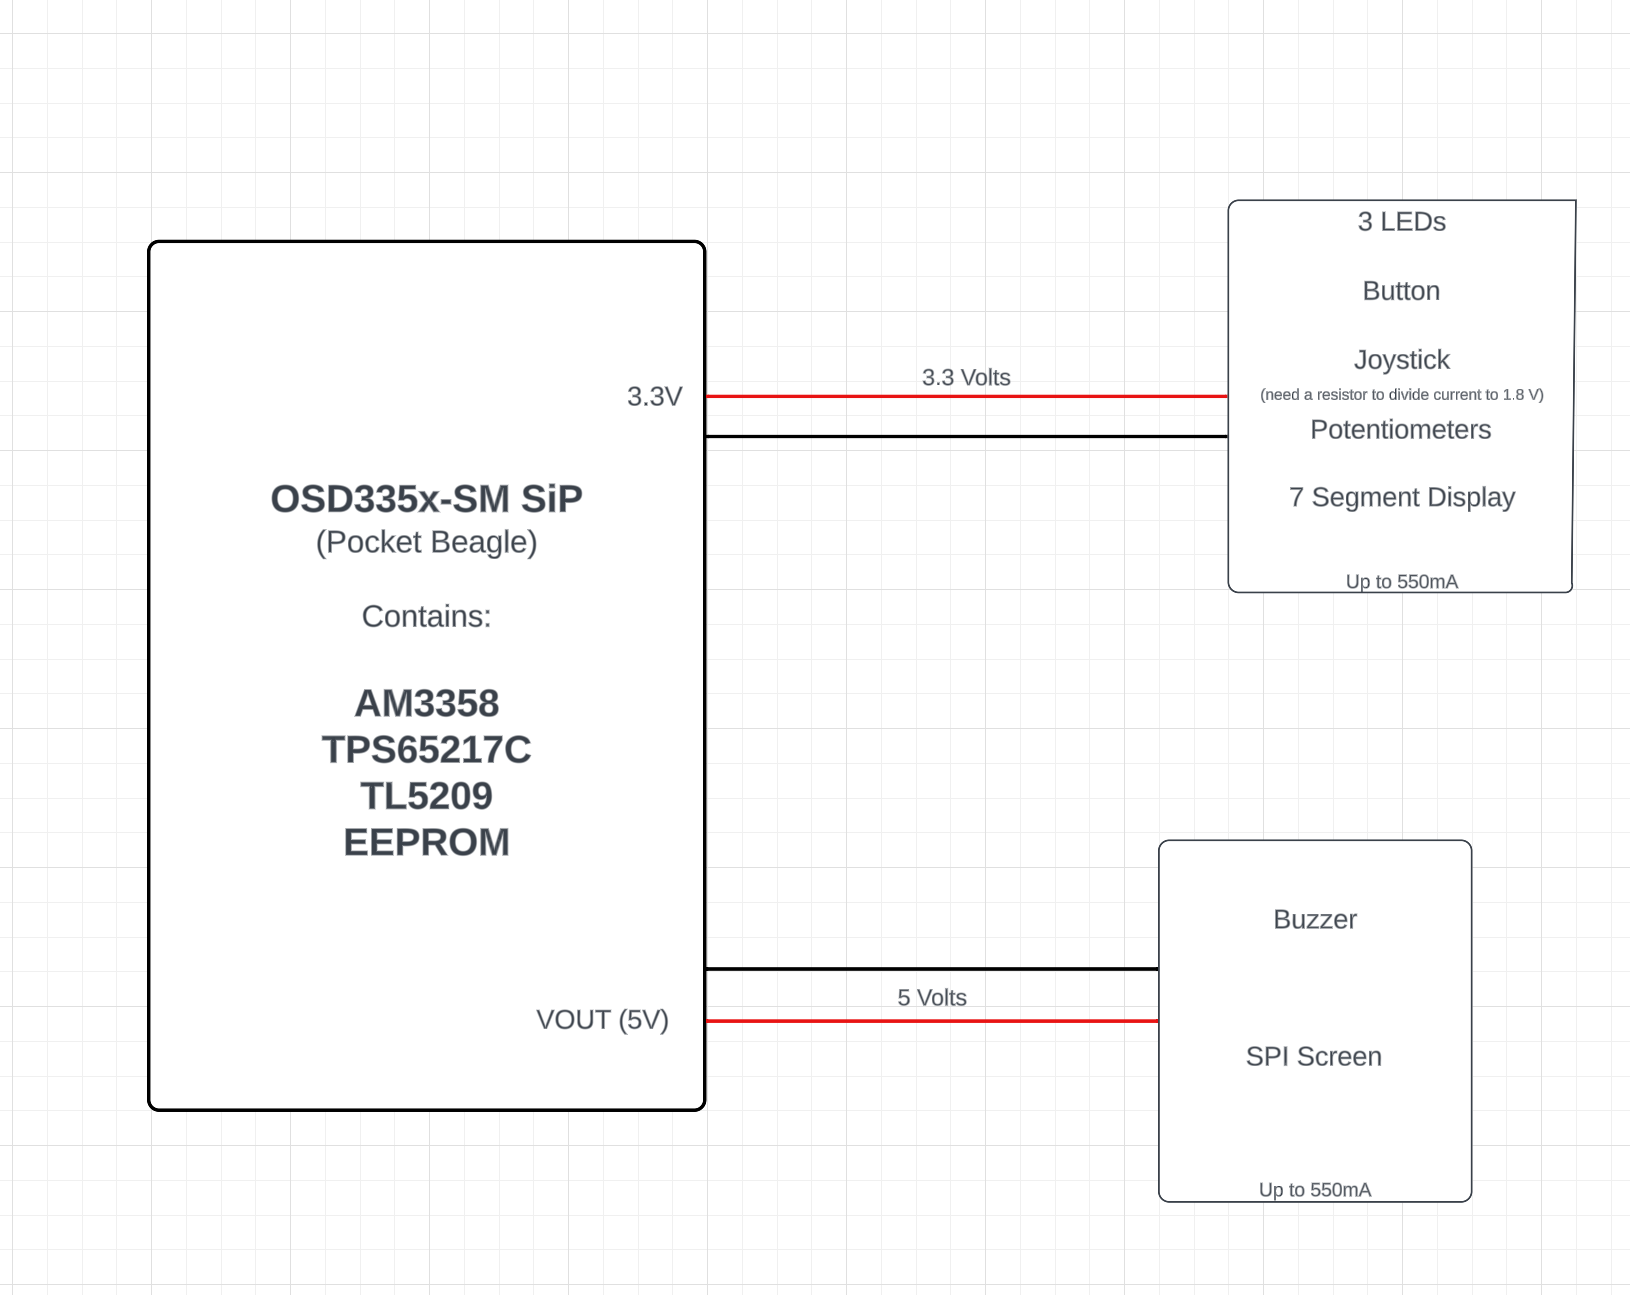 3.3V
OSD335x-SM SiP
(Pocket Beagle)
Contains:
AM3358
TPS65217C
TL5209
EEPROM
VOUT (5V)
3.3 Volts
5 Volts
3 LEDs
Button
Joystick
(need a resistor to divide current to 1.8 V)
Potentiometers
7 Segment Display
Up to 550mA
Buzzer
SPI Screen
Up to 550mA